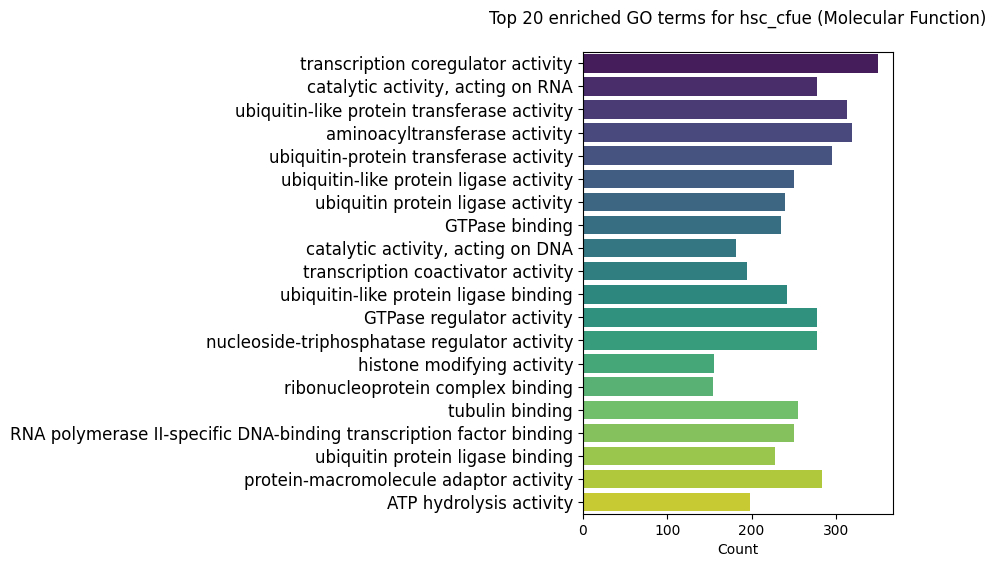 Top 20 enriched GO terms for hsc_cfue (Molecular Function)
transcription coregulator activity
catalytic activity, acting on RNA
ubiquitin-like protein transferase activity
aminoacyltransferase activity
ubiquitin-protein transferase activity
ubiquitin-like protein ligase activity
ubiquitin protein ligase activity
GTPase binding
catalytic activity, acting on DNA
transcription coactivator activity
ubiquitin-like protein ligase binding
GTPase regulator activity
nucleoside-triphosphatase regulator activity
histone modifying activity
ribonucleoprotein complex binding
tubulin binding
RNA polymerase II-specific DNA-binding transcription factor binding
ubiquitin protein ligase binding
protein-macromolecule adaptor activity
ATP hydrolysis activity
0 100 200 300
Count